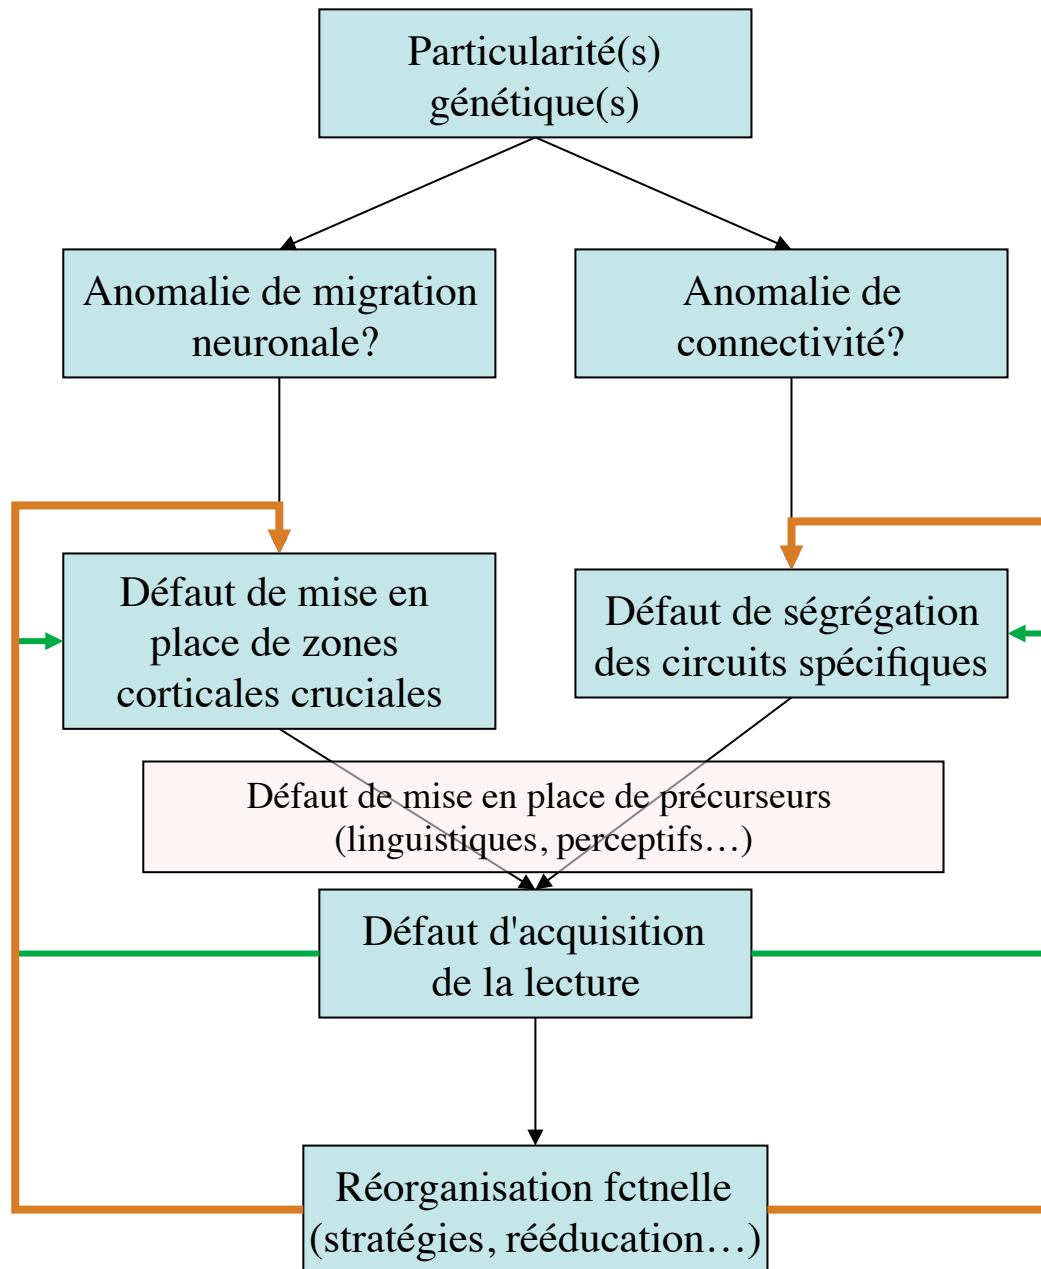 Particularité(s)
génétique(s)
Anomalie de migration
neuronale?
Anomalie de
connectivité?
Défaut de mise en
place de zones
corticales cruciales
Défaut de ségrégation
des circuits spécifiques
Défaut de mise en place de précurseurs
(linguistiques, perceptifs…)
Défaut d'acquisition
de la lecture
Réorganisation fctnelle
(stratégies, rééducation…)